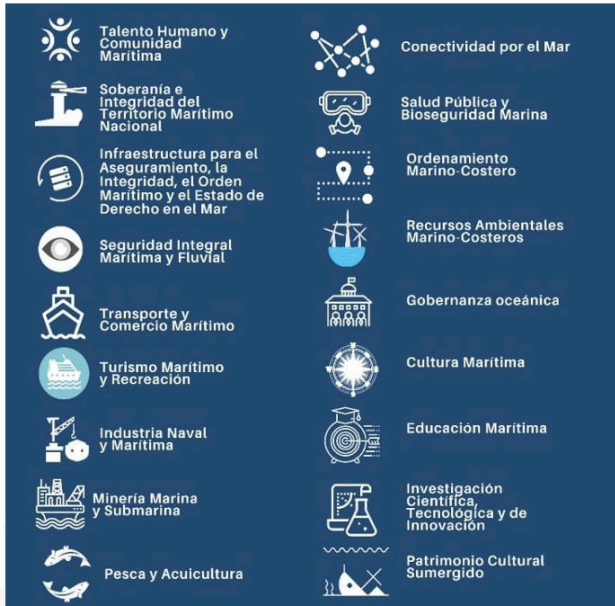 Talento Humano y
Comunidad
Marítima
Soberanía e
Integridad del
Territorio Marítimo
Nacional
Infraestructura para el
Aseguramiento, la
Integridad, el Orden
Marítimo y el Estado de
Derecho en el Mar
Seguridad Integral
Marítima y Fluvial
Transporte y
Comercio Marítimo
Turismo Marítimo
y Recreación
Industria Naval
y Marítima
Minería Marina
y Submarina
Pesca y Acuicultura
Conectividad por el Mar
Salud Pública y
Bioseguridad Marina
Ordenamiento
Marino-Costero
Recursos Ambientales
Marino-Costeros
Gobernanza oceánica
Cultura Marítima
Educación Marítima
Investigación
Científica,
Tecnológica y de
Innovación
Patrimonio Cultural
Sumergido